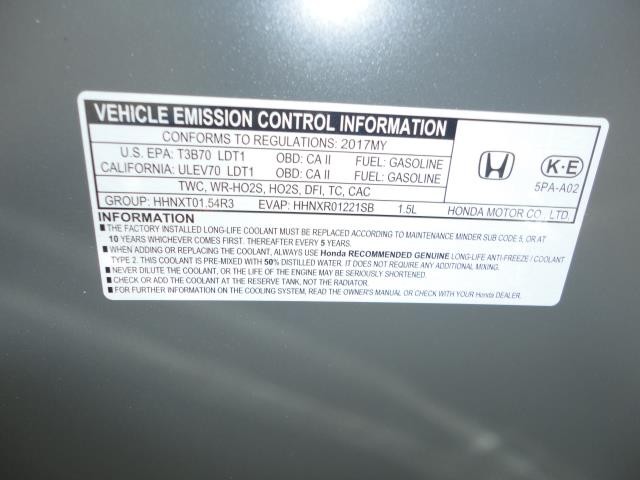 VEHICLE EMISSION CONTROL INFORMATION
CONFORMS TO REGULATIONS: 2017MY
U.S. EPA: T3B70 LDT1 OBD: CA II FUEL: GASOLINE
CALIFORNIA: ULEV70 LDT1 OBD: CA II FUEL: GASOLINE
TWC, WR-HO2S, HO2S, DFI, TC, CAC
GROUP: HHNXT01.54R3 EVAP: HHNXR01221SB 1.5L
K-E
5PA-A02
HONDA MOTOR CO., LTD.
INFORMATION
■ THE FACTORY INSTALLED LONG-LIFE COOLANT MUST BE REPLACED ACCORDING TO MAINTENANCE MINDER SUB CODE 5, OR AT
10 YEARS WHICHEVER COMES FIRST. THEREAFTER EVERY 5 YEARS.
■ WHEN ADDING OR REPLACING THE COOLANT, ALWAYS USE Honda RECOMMENDED GENUINE LONG-LIFE ANTI-FREEZE / COOLANT
TYPE 2. THIS COOLANT IS PRE-MIXED WITH 50% DISTILLED WATER. IT DOES NOT REQUIRE ANY ADDITIONAL MIXING.
■ NEVER DILUTE THE COOLANT, OR THE LIFE OF THE ENGINE MAY BE SERIOUSLY SHORTENED.
■ CHECK OR ADD THE COOLANT AT THE RESERVE TANK, NOT THE RADIATOR.
■ FOR FURTHER INFORMATION ON THE COOLING SYSTEM, READ THE OWNER'S MANUAL OR CHECK WITH YOUR Honda DEALER.